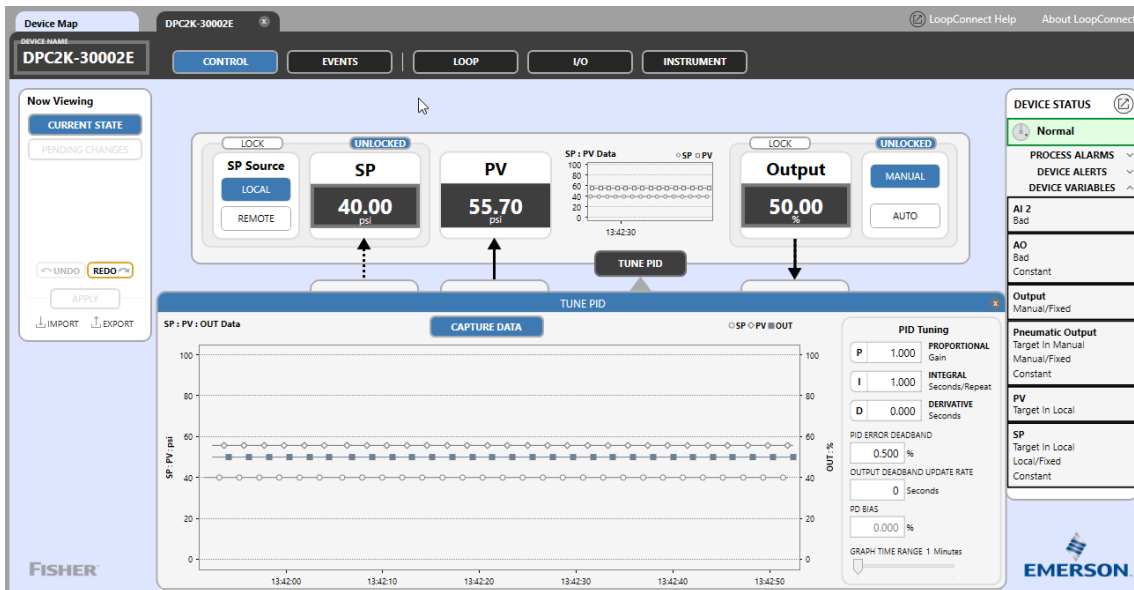 Device Map
DPC2K-30002E x
LoopConnect Help
About LoopConnect
DEVICE NAME
DPC2K-30002E
CONTROL
EVENTS
LOOP
I/O
INSTRUMENT
Now Viewing
CURRENT STATE
PENDING CHANGES
UNDO
REDO
APPLY
IMPORT
EXPORT
LOCK
UNLOCKED
SP Source
LOCAL
REMOTE
SP
40.00
psi
PV
55.70
psi
SP : PV Data
SP PV
100
80
60
40
20
0
13:42:30
LOCK
UNLOCKED
Output
50.00
%
MANUAL
AUTO
TUNE PID
DEVICE STATUS
Normal
PROCESS ALARMS
DEVICE ALERTS
DEVICE VARIABLES
AI 2
Bad
AO
Bad
Constant
Output
Manual/Fixed
Pneumatic Output
Target In Manual
Manual/Fixed
Constant
PV
Target In Local
SP
Target In Local
Local/Fixed
Constant
TUNE PID
x
SP : PV : OUT Data
CAPTURE DATA
SP PV OUT
100
80
60
40
20
0
SP : PV: psi
100
80
60
40
20
0
OUT: %
13:42:00
13:42:10
13:42:20
13:42:30
13:42:40
13:42:50
PID Tuning
P 1.000 PROPORTIONAL
Gain
I 1.000 INTEGRAL
Seconds/Repeat
D 0.000 DERIVATIVE
Seconds
PID ERROR DEADBAND
0.500 %
OUTPUT DEADBAND UPDATE RATE
0 Seconds
PD BIAS
0.000 %
GRAPH TIME RANGE 1 Minutes
FISHER
EMERSON.